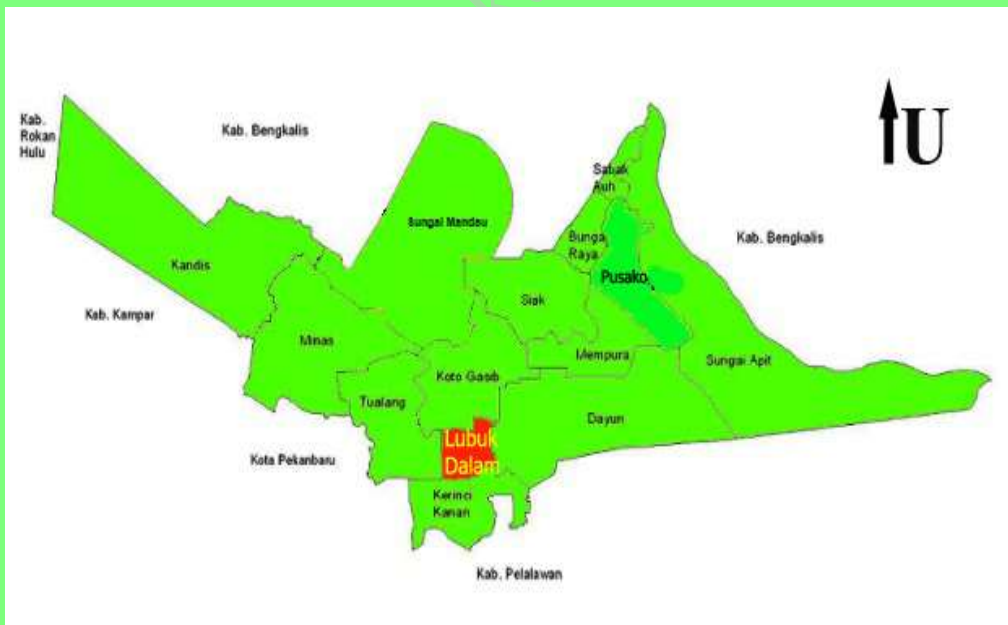 U
Kab.
Rokan
Hulu
Kab. Bengkalis
Sabak
Auh
Sungai Mandau
Bunga
Raya
Kab. Bengkalis
Kandis
Pusako
Siak
Kab. Kampar
Minas
Mempura
Sungai Apit
Koto Gasib
Tualang
Dayun
Lubuk
Dalam
Kota Pekanbaru
Kerinci
Kanan
Kab. Pelalawan